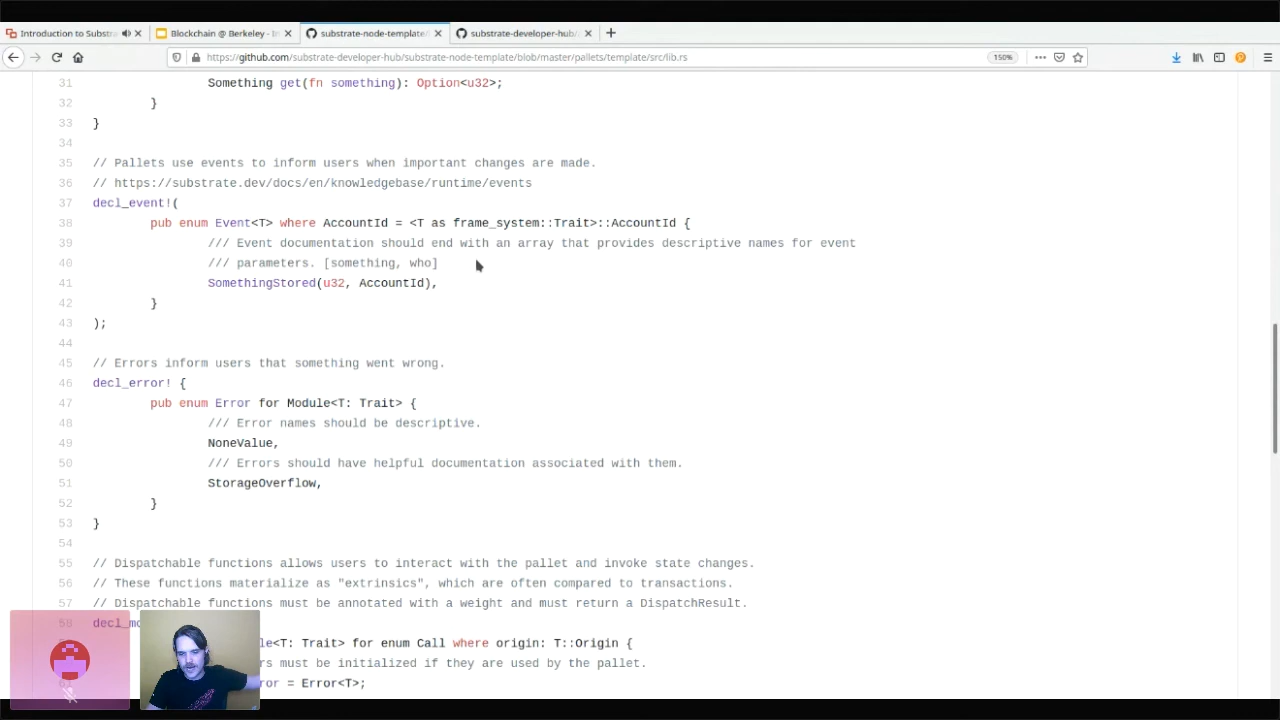 Introduction to Substr
Blockchain @ Berkeley - In
substrate-node-template/
substrate-developer-hub/
https://github.com/substrate-developer-hub/substrate-node-template/blob/master/pallets/template/src/lib.rs
150%
31 Something get(fn something): Option<u32>;
32 }
33 }
34
35 // Pallets use events to inform users when important changes are made.
36 // https://substrate.dev/docs/en/knowledgebase/runtime/events
37 decl_event!(
38 pub enum Event<T> where AccountId = <T as frame_system::Trait>::AccountId {
39 /// Event documentation should end with an array that provides descriptive names for event
40 /// parameters. [something, who]
41 SomethingStored(u32, AccountId),
42 }
43 );
44
45 // Errors inform users that something went wrong.
46 decl_error! {
47 pub enum Error for Module<T: Trait> {
48 /// Error names should be descriptive.
49 NoneValue,
50 /// Errors should have helpful documentation associated with them.
51 StorageOverflow,
52 }
53 }
54
55 // Dispatchable functions allows users to interact with the pallet and invoke state changes.
56 // These functions materialize as "extrinsics", which are often compared to transactions.
57 // Dispatchable functions must be annotated with a weight and must return a DispatchResult.
58 decl_mo
le<T: Trait> for enum Call where origin: T::Origin {
rs must be initialized if they are used by the pallet.
ror = Error<T>;